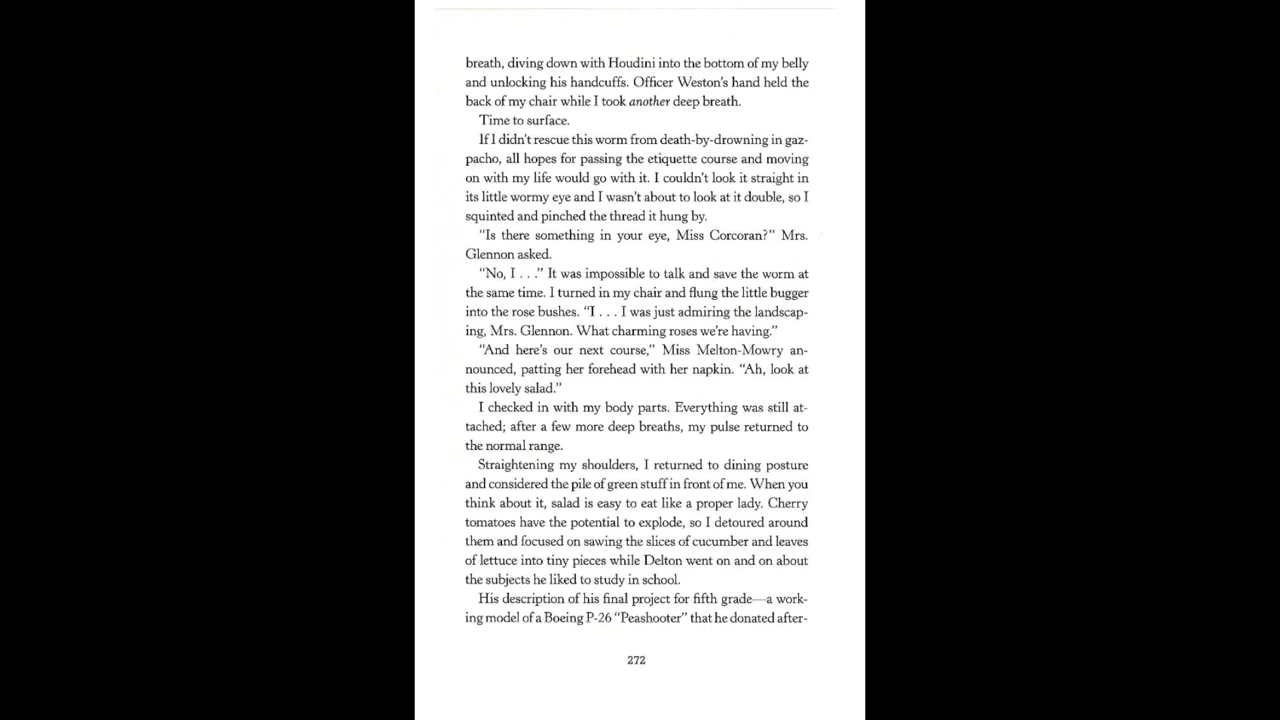 breath, diving down with Houdini into the bottom of my belly
and unlocking his handcuffs. Officer Weston's hand held the
back of my chair while I took another deep breath.
Time to surface.
If I didn't rescue this worm from death-by-drowning in gaz-
pacho, all hopes for passing the etiquette course and moving
on with my life would go with it. I couldn't look it straight in
its little wormy eye and I wasn't about to look at it double, so I
squinted and pinched the thread it hung by.
"Is there something in your eye, Miss Corcoran?" Mrs.
Glennon asked.
"No, I . . ." It was impossible to talk and save the worm at
the same time. I turned in my chair and flung the little bugger
into the rose bushes. "I . . . I was just admiring the landscap-
ing, Mrs. Glennon. What charming roses we're having."
"And here's our next course," Miss Melton-Mowry an-
nounced, patting her forehead with her napkin. "Ah, look at
this lovely salad."
I checked in with my body parts. Everything was still at-
tached; after a few more deep breaths, my pulse returned to
the normal range.
Straightening my shoulders, I returned to dining posture
and considered the pile of green stuff in front of me. When you
think about it, salad is easy to eat like a proper lady. Cherry
tomatoes have the potential to explode, so I detoured around
them and focused on sawing the slices of cucumber and leaves
of lettuce into tiny pieces while Delton went on and on about
the subjects he liked to study in school.
His description of his final project for fifth grade—a work-
ing model of a Boeing P-26 "Peashooter" that he donated after-
272